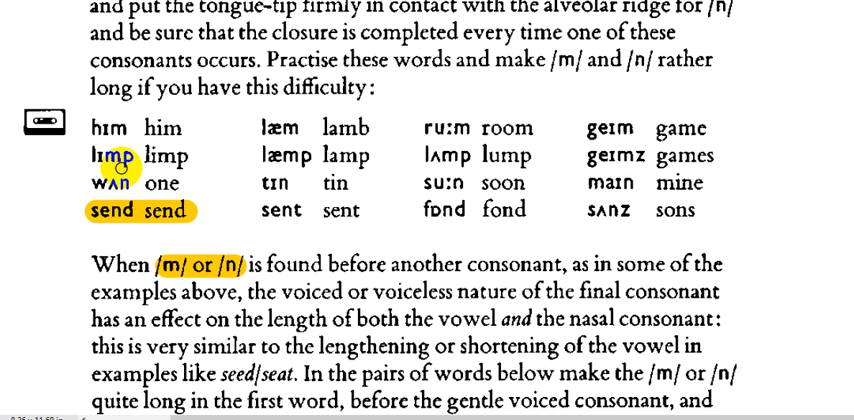 and put the tongue-tip firmly in contact with the alveolar ridge for /n/
and be sure that the closure is completed every time one of these
consonants occurs. Practise these words and make /m/ and /n/ rather
long if you have this difficulty:
hɪm him læm lamb ruːm room geɪm game
lɪmp limp læmp lamp lʌmp lump geɪmz games
wʌn one tɪn tin suːn soon maɪn mine
send send sent sent fɒnd fond sʌnz sons
When /m/ or /n/ is found before another consonant, as in some of the
examples above, the voiced or voiceless nature of the final consonant
has an effect on the length of both the vowel and the nasal consonant:
this is very similar to the lengthening or shortening of the vowel in
examples like seed/seat. In the pairs of words below make the /m/ or /n/
quite long in the first word, before the gentle voiced consonant, and